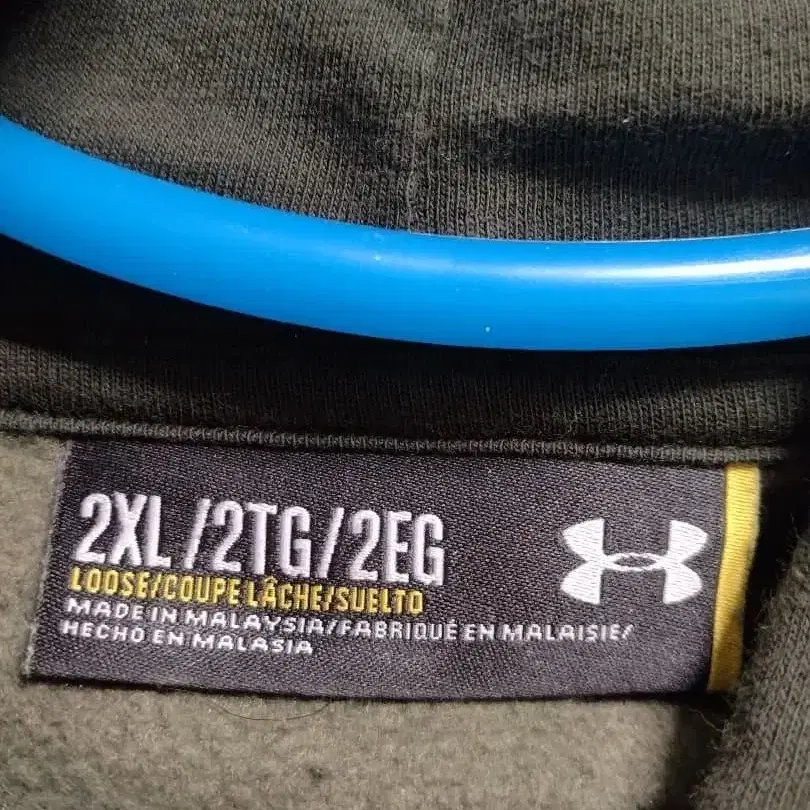 2XL/2TG/2EG
LOOSE/COUPE LÂCHE/SUELTO
MADE IN MALAYSIA/FABRIQUÉ EN MALAISIE/
HECHO EN MALASIA